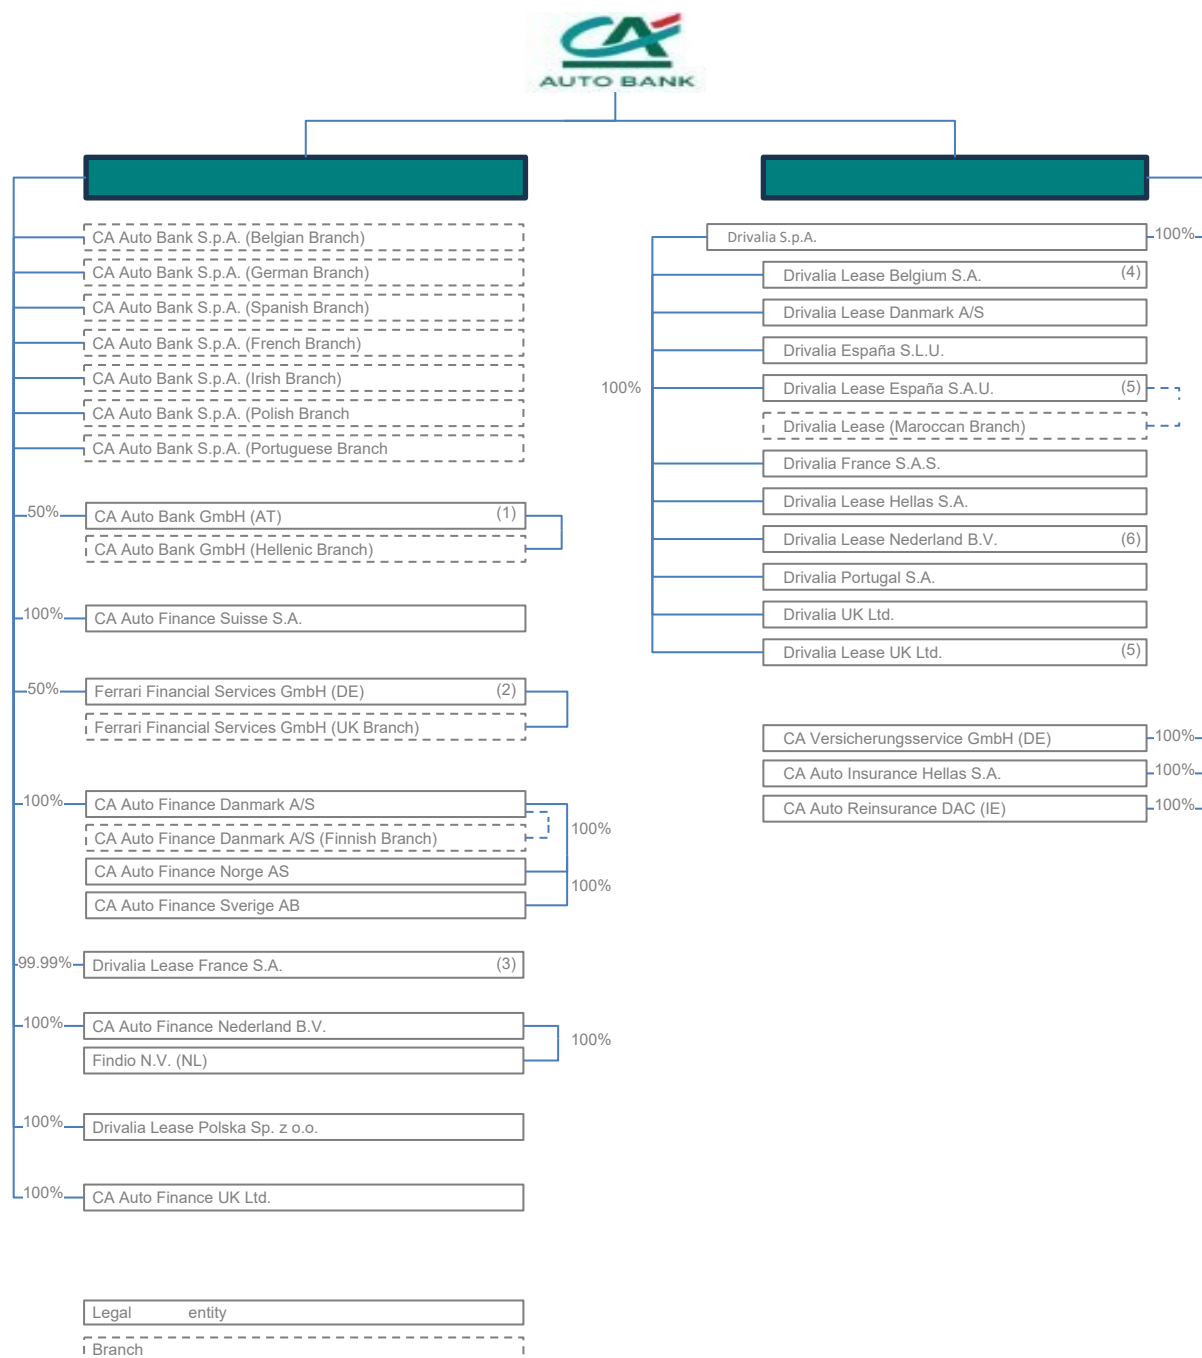 CA
AUTO BANK
CA Auto Bank S.p.A. (Belgian Branch)
CA Auto Bank S.p.A. (German Branch)
CA Auto Bank S.p.A. (Spanish Branch)
CA Auto Bank S.p.A. (French Branch)
CA Auto Bank S.p.A. (Irish Branch)
CA Auto Bank S.p.A. (Polish Branch
CA Auto Bank S.p.A. (Portuguese Branch
50% CA Auto Bank GmbH (AT) (1)
CA Auto Bank GmbH (Hellenic Branch)
100% CA Auto Finance Suisse S.A.
50% Ferrari Financial Services GmbH (DE) (2)
Ferrari Financial Services GmbH (UK Branch)
100% CA Auto Finance Danmark A/S
100%
CA Auto Finance Danmark A/S (Finnish Branch)
CA Auto Finance Norge AS
100%
CA Auto Finance Sverige AB
99.99% Drivalia Lease France S.A. (3)
100% CA Auto Finance Nederland B.V.
100%
Findio N.V. (NL)
100% Drivalia Lease Polska Sp. z o.o.
100% CA Auto Finance UK Ltd.
Legal entity
Branch
Drivalia S.p.A. 100%
Drivalia Lease Belgium S.A. (4)
Drivalia Lease Danmark A/S
Drivalia España S.L.U.
100% Drivalia Lease España S.A.U. (5)
Drivalia Lease (Maroccan Branch)
Drivalia France S.A.S.
Drivalia Lease Hellas S.A.
Drivalia Lease Nederland B.V. (6)
Drivalia Portugal S.A.
Drivalia UK Ltd.
Drivalia Lease UK Ltd. (5)
CA Versicherungsservice GmbH (DE) 100%
CA Auto Insurance Hellas S.A. 100%
CA Auto Reinsurance DAC (IE) 100%